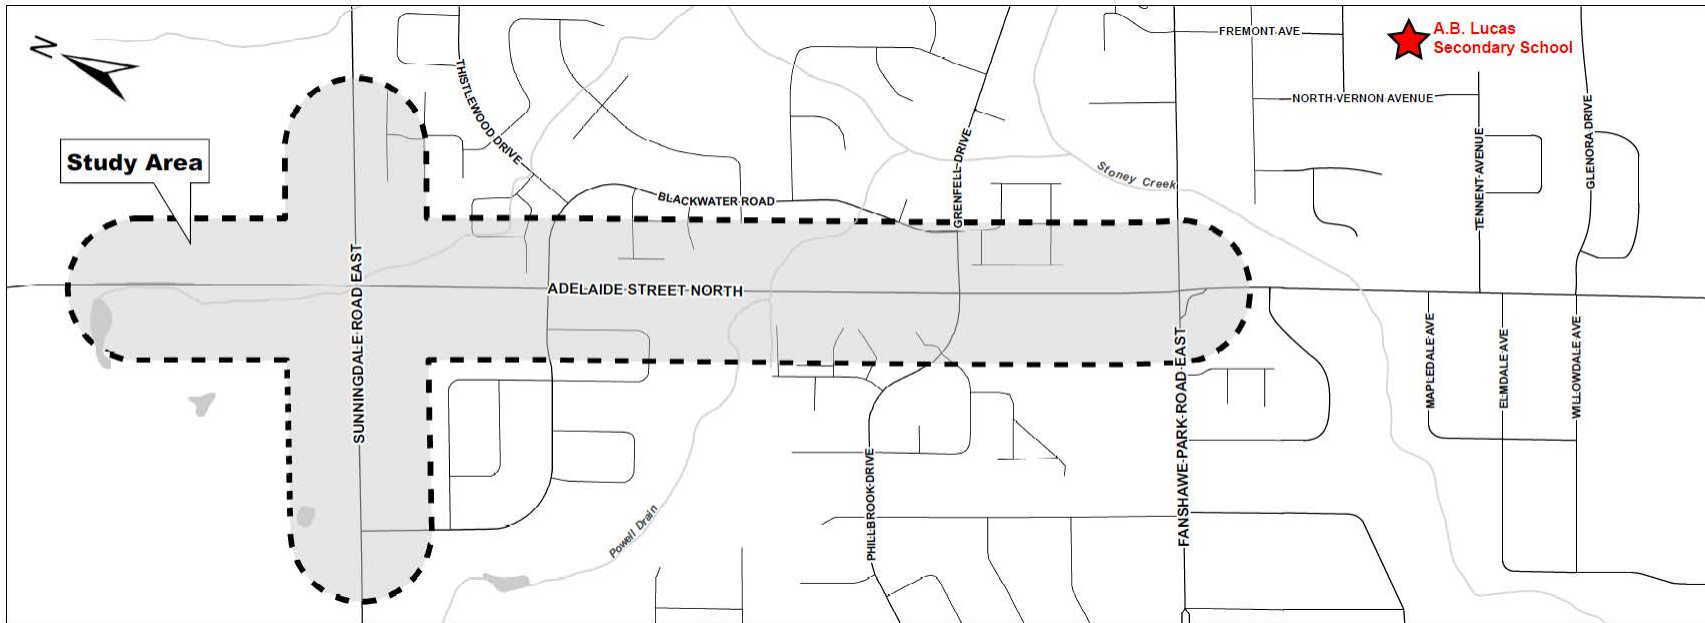 N
FREMONT AVE
A.B. Lucas
Secondary School
THISTLEWOOD DRIVE
NORTH VERNON AVENUE
Study Area
GRENFELL DRIVE
Stoney Creek
TENNENT AVENUE
GLENORA DRIVE
BLACKWATER ROAD
SUNNINGDALE ROAD EAST
ADELAIDE STREET NORTH
FANSHAWE PARK ROAD EAST
MAPLEDALE AVE
ELMDALE AVE
WILLOWDALE AVE
PHILLBROOK DRIVE
Powell Drain